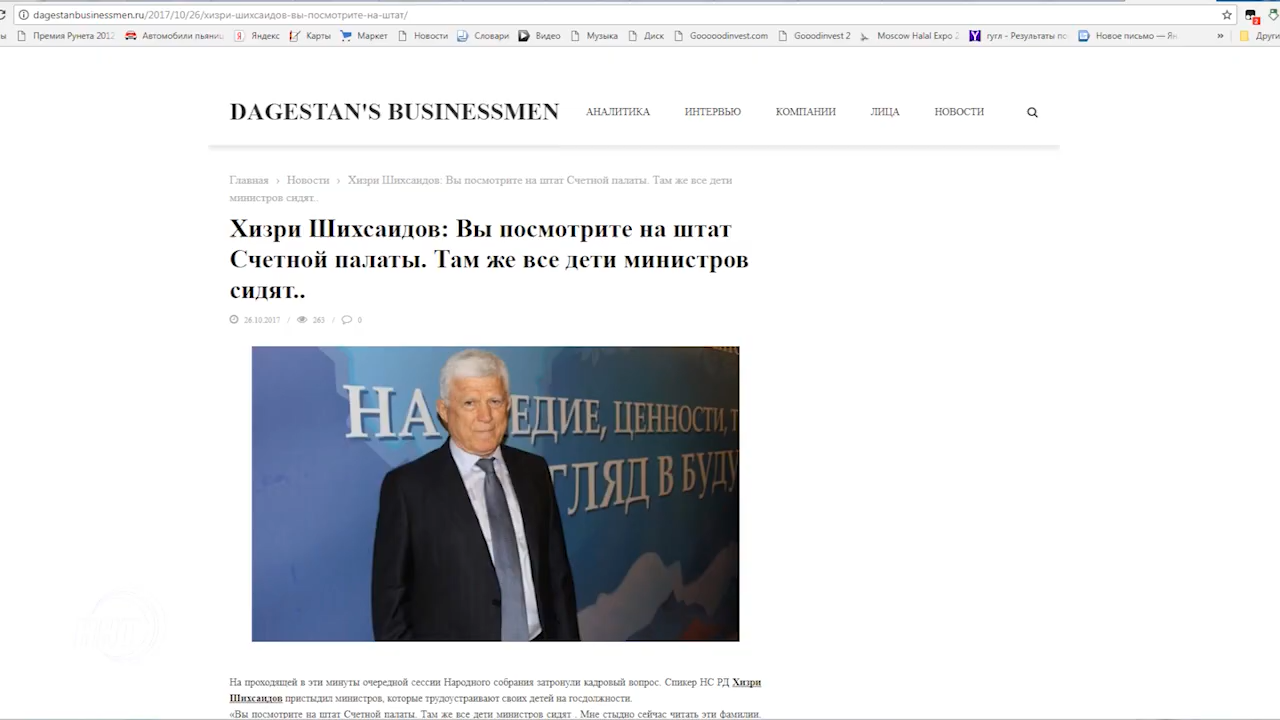 dagestanbusinessmen.ru/2017/10/26/хизри-шихсаидов-вы-посмотрите-на-штат/
Премия Рунета 2012 Автомобили пьяниц Яндекс Карты Маркет Новости Словари Видео Музыка Диск Gooooodinvest.com Gooodinvest 2 Moscow Halal Expo 2 гугл - Результаты по Новое письмо — Ян » Други
DAGESTAN'S BUSINESSMEN АНАЛИТИКА ИНТЕРВЬЮ КОМПАНИИ ЛИЦА НОВОСТИ
Главная › Новости › Хизри Шихсаидов: Вы посмотрите на штат Счетной палаты. Там же все дети
министров сидят..
Хизри Шихсаидов: Вы посмотрите на штат
Счетной палаты. Там же все дети министров
сидят..
26.10.2017 / 263 / 0
НА ЕДИЕ, ЦЕННОСТИ, Т
ГЛЯД В БУДУ
На проходящей в эти минуты очередной сессии Народного собрания затронули кадровый вопрос. Спикер НС РД Хизри
Шихсаидов пристыдил министров, которые трудоустраивают своих детей на госдолжности.
«Вы посмотрите на штат Счетной палаты. Там же все дети министров сидят . Мне стыдно сейчас читать эти фамилии.